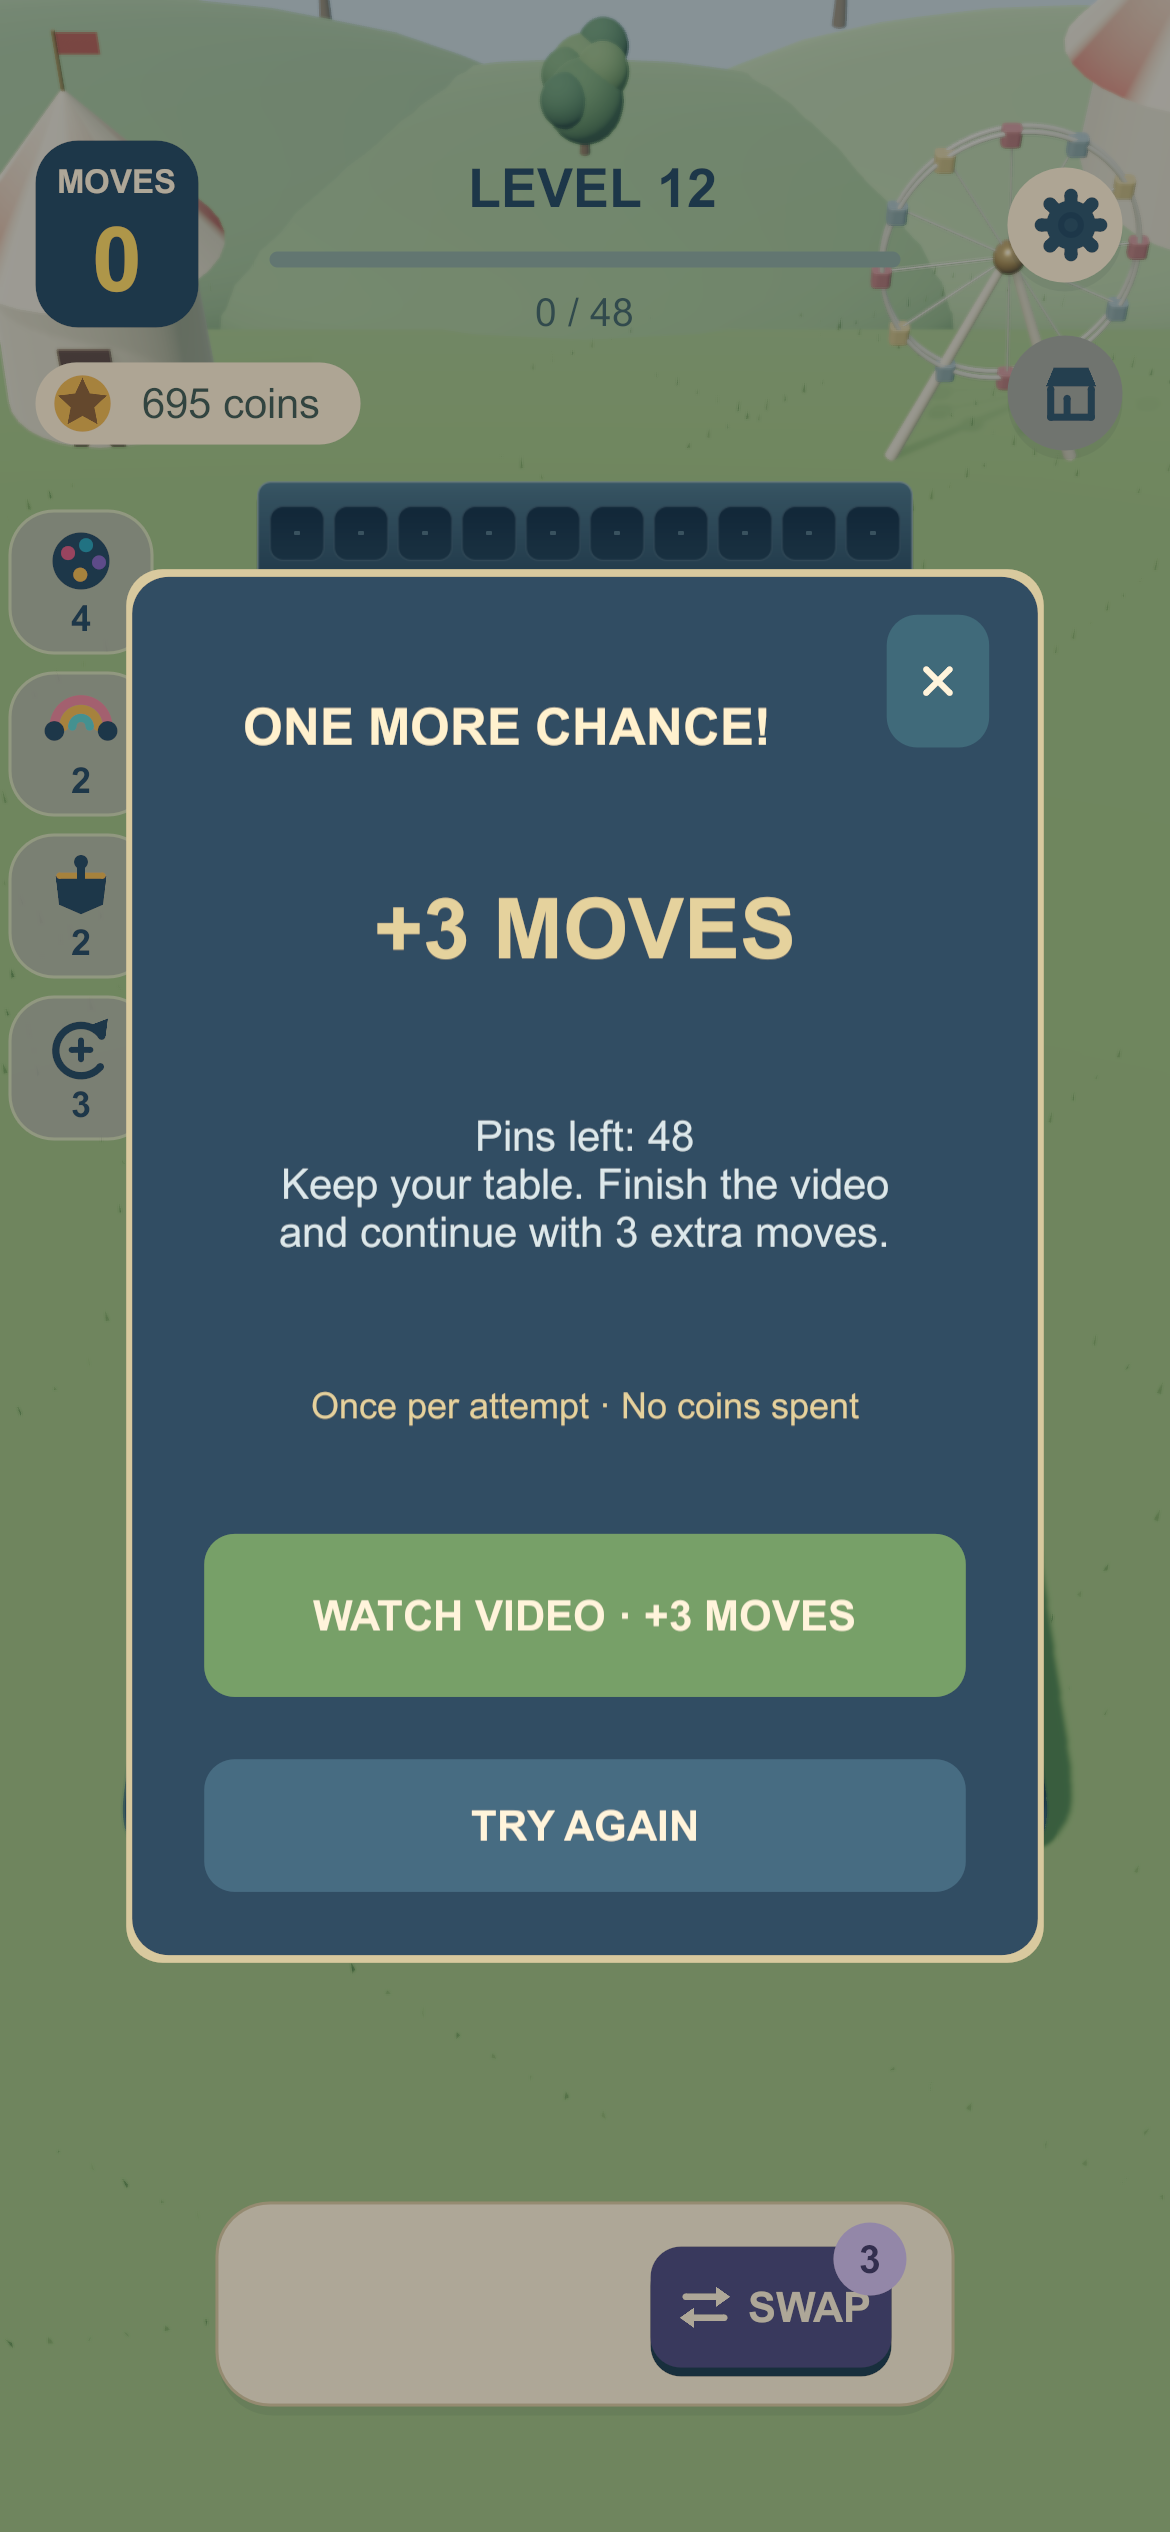 MOVES
0
LEVEL 12
0 / 48
695 coins
4
2
2
3
ONE MORE CHANCE!
×
+3 MOVES
Pins left: 48
Keep your table. Finish the video
and continue with 3 extra moves.
Once per attempt · No coins spent
WATCH VIDEO · +3 MOVES
TRY AGAIN
3
SWAP